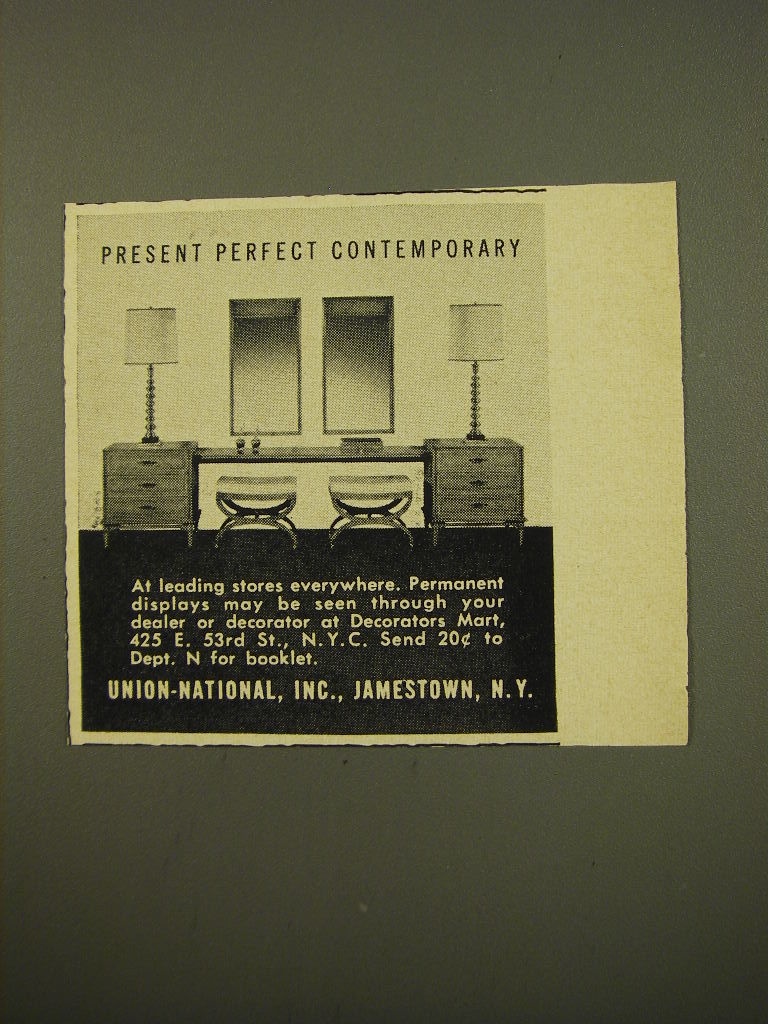 PRESENT PERFECT CONTEMPORARY
At leading stores everywhere. Permanent
displays may be seen through your
dealer or decorator at Decorators Mart,
425 E. 53rd St., N.Y.C. Send 20¢ to
Dept. N for booklet.
UNION-NATIONAL, INC., JAMESTOWN, N.Y.